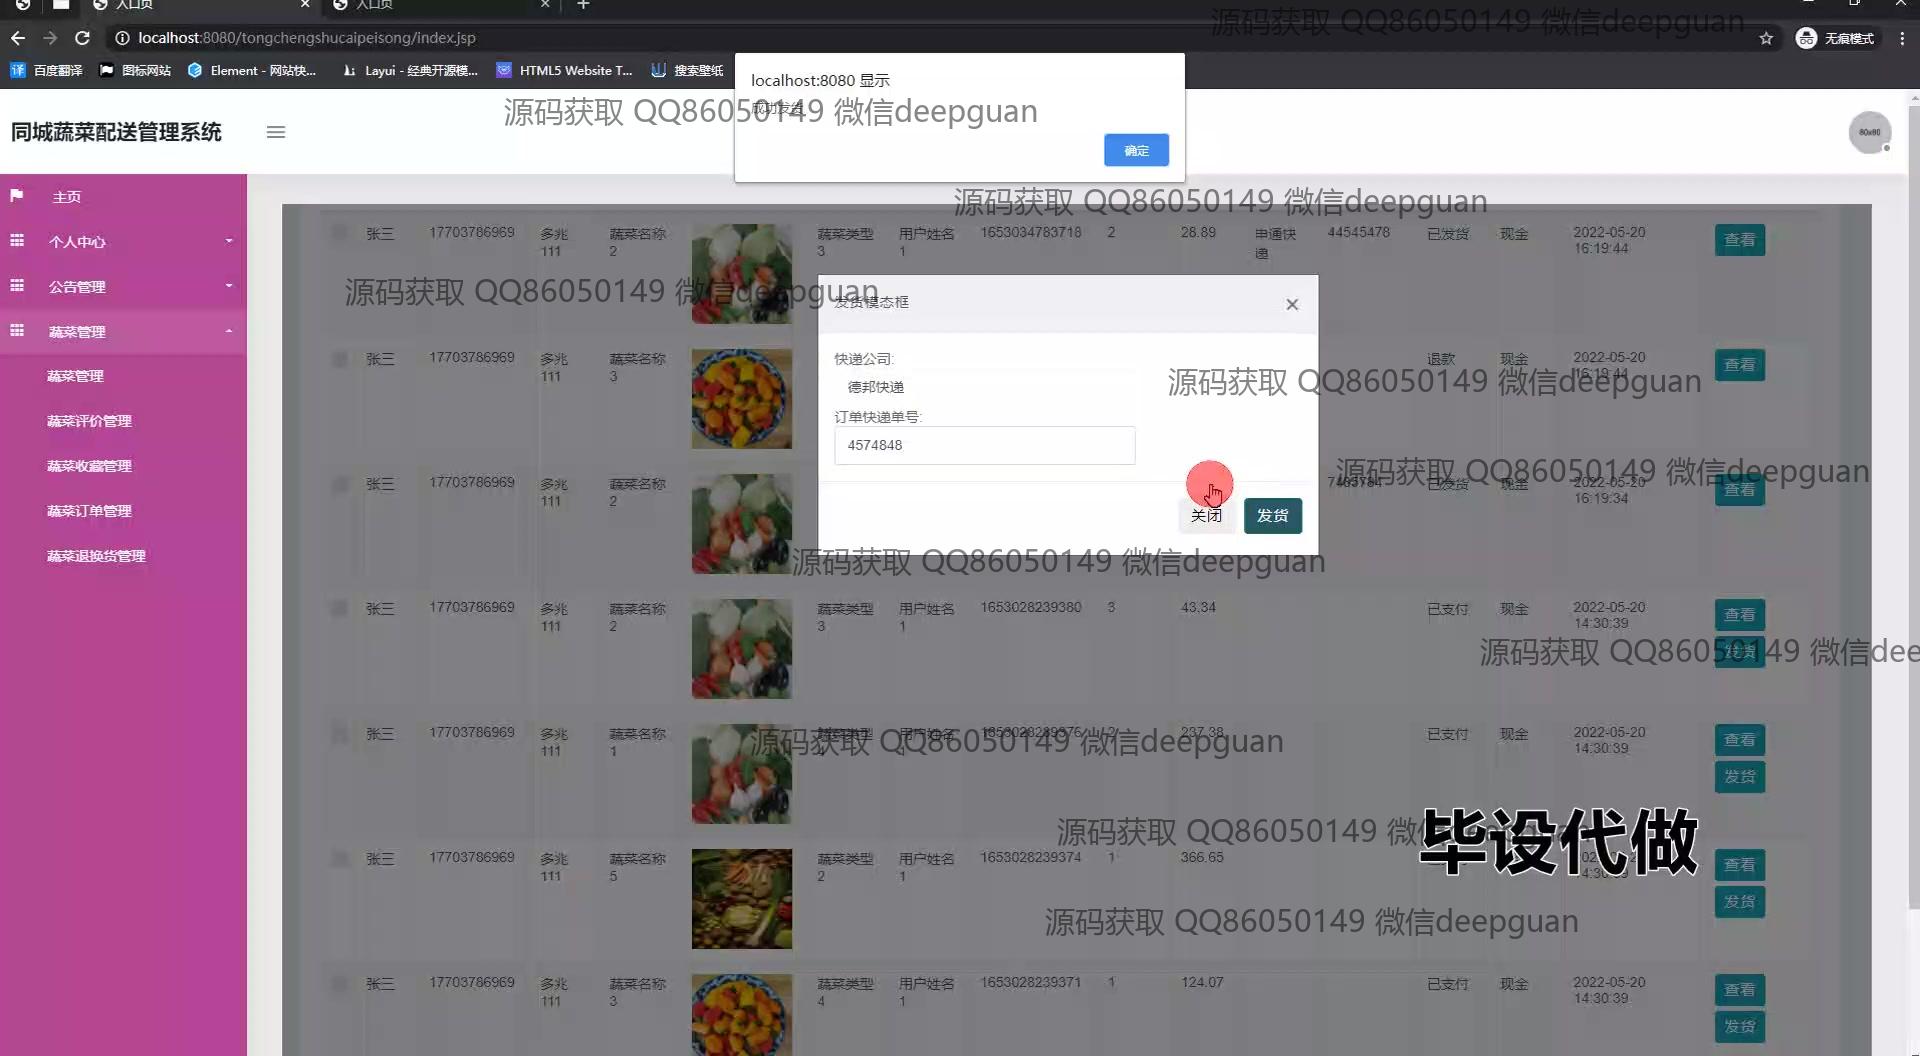 入口页
入口页
localhost:8080/tongchengshucaipeisong/index.jsp
无痕模式
百度翻译
图标网站
Element - 网站快...
Layui - 经典开源模...
HTML5 Website T...
搜索壁纸
源码获取 QQ86050149 微信deepguan
localhost:8080 显示
成功发货
源码获取 QQ86050149 微信deepguan
确定
同城蔬菜配送管理系统
80x80
源码获取 QQ86050149 微信deepguan
主页
个人中心
公告管理
蔬菜管理
蔬菜管理
蔬菜评价管理
蔬菜收藏管理
蔬菜订单管理
蔬菜退换货管理
张三 17703786969 多兆111 蔬菜名称2 蔬菜类型3 用户姓名1 1653034783718 2 28.89 申通快递 44545478 已发货 现金 2022-05-20 16:19:44 查看
源码获取 QQ86050149 微信deepguan
发货模态框
快递公司:
德邦快递
订单快递单号:
4574848
关闭
发货
张三 17703786969 多兆111 蔬菜名称3 退款 现金 2022-05-20 16:19:44 查看
源码获取 QQ86050149 微信deepguan
张三 17703786969 多兆111 蔬菜名称2 已发货 现金 2022-05-20 16:19:34 查看
源码获取 QQ86050149 微信deepguan
源码获取 QQ86050149 微信deepguan
张三 17703786969 多兆111 蔬菜名称2 蔬菜类型3 用户姓名1 1653028239380 3 43.34 已支付 现金 2022-05-20 14:30:39 查看 发货
源码获取 QQ86050149 微信dee
张三 17703786969 多兆111 蔬菜名称1 蔬菜类型 用户姓名 1653028239376 2 237.38 已支付 现金 2022-05-20 14:30:39 查看 发货
源码获取 QQ86050149 微信deepguan
源码获取 QQ86050149 微信
毕设代做
张三 17703786969 多兆111 蔬菜名称5 蔬菜类型2 用户姓名1 1653028239374 1 366.65 查看 发货
源码获取 QQ86050149 微信deepguan
张三 17703786969 多兆111 蔬菜名称3 蔬菜类型4 用户姓名1 1653028239371 1 124.07 已支付 现金 2022-05-20 14:30:39 查看 发货